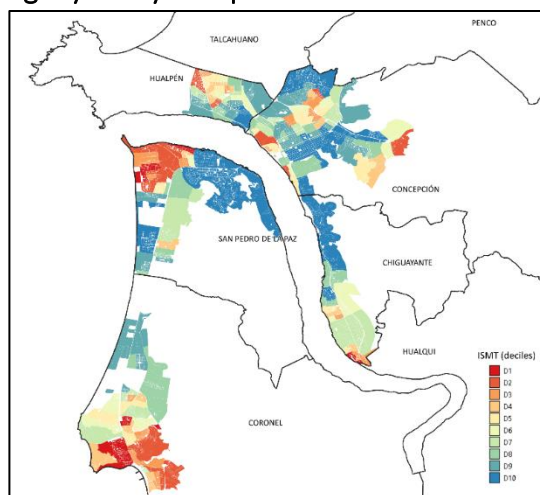 TALCAHUANO
PENCO
HUALPÉN
CONCEPCIÓN
SAN PEDRO DE LA PAZ
CHIGUAYANTE
HUALQUI
CORONEL
ISMT (deciles)
D1
D2
D3
D4
D5
D6
D7
D8
D9
D10